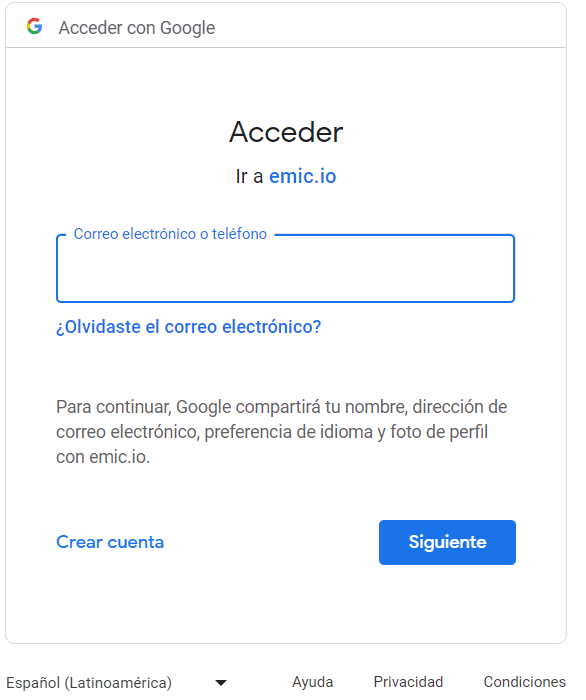 Acceder con Google
Acceder
Ir a emic.io
Correo electrónico o teléfono
¿Olvidaste el correo electrónico?
Para continuar, Google compartirá tu nombre, dirección de
correo electrónico, preferencia de idioma y foto de perfil
con emic.io.
Crear cuenta Siguiente
Español (Latinoamérica) Ayuda Privacidad Condiciones